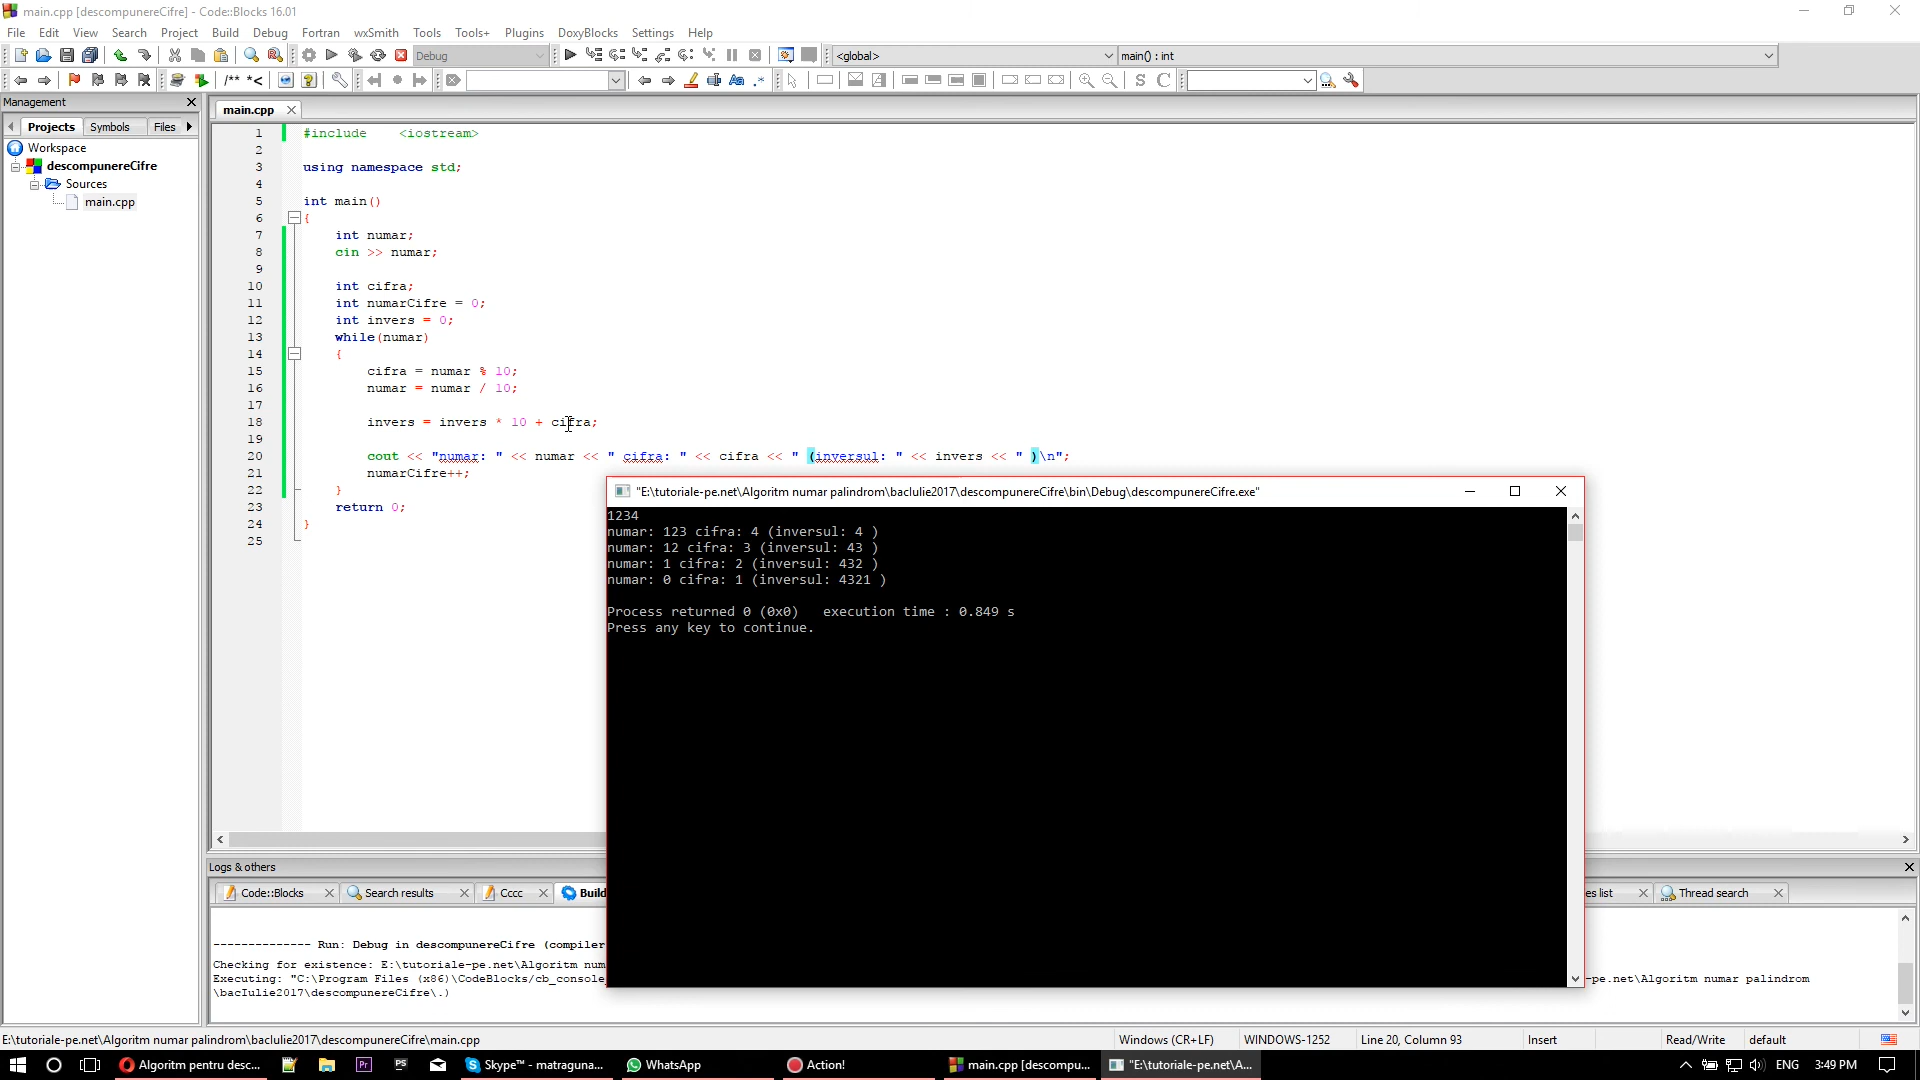 main.cpp [descompunereCifre] - Code::Blocks 16.01
File Edit View Search Project Build Debug Fortran wxSmith Tools Tools+ Plugins DoxyBlocks Settings Help
Debug <global> main() : int
/** *<
Management
Projects Symbols Files
Workspace
descompunereCifre
Sources
main.cpp
main.cpp
1 #include <iostream>
2
3 using namespace std;
4
5 int main()
6 {
7 int numar;
8 cin >> numar;
9
10 int cifra;
11 int numarCifre = 0;
12 int invers = 0;
13 while(numar)
14 {
15 cifra = numar % 10;
16 numar = numar / 10;
17
18 invers = invers * 10 + cifra;
19
20 cout << "numar: " << numar << " cifra: " << cifra << " (inversul: " << invers << " )\n";
21 numarCifre++;
22 }
23 return 0;
24 }
25
"E:\tutoriale-pe.net\Algoritm numar palindrom\bacIulie2017\descompunereCifre\bin\Debug\descompunereCifre.exe"
1234
numar: 123 cifra: 4 (inversul: 4 )
numar: 12 cifra: 3 (inversul: 43 )
numar: 1 cifra: 2 (inversul: 432 )
numar: 0 cifra: 1 (inversul: 4321 )
Process returned 0 (0x0) execution time : 0.849 s
Press any key to continue.
Logs & others
Code::Blocks Search results Cccc Build es list Thread search
-------------- Run: Debug in descompunereCifre (compiler
Checking for existence: E:\tutoriale-pe.net\Algoritm num
Executing: "C:\Program Files (x86)\CodeBlocks/cb_console_ -pe.net\Algoritm numar palindrom
\bacIulie2017\descompunereCifre\.)
E:\tutoriale-pe.net\Algoritm numar palindrom\bacIulie2017\descompunereCifre\main.cpp Windows (CR+LF) WINDOWS-1252 Line 20, Column 93 Insert Read/Write default
Algoritm pentru desc... Pr PS Skype™ - matraguna... WhatsApp Action! main.cpp [descompu... "E:\tutoriale-pe.net\A... ENG 3:49 PM